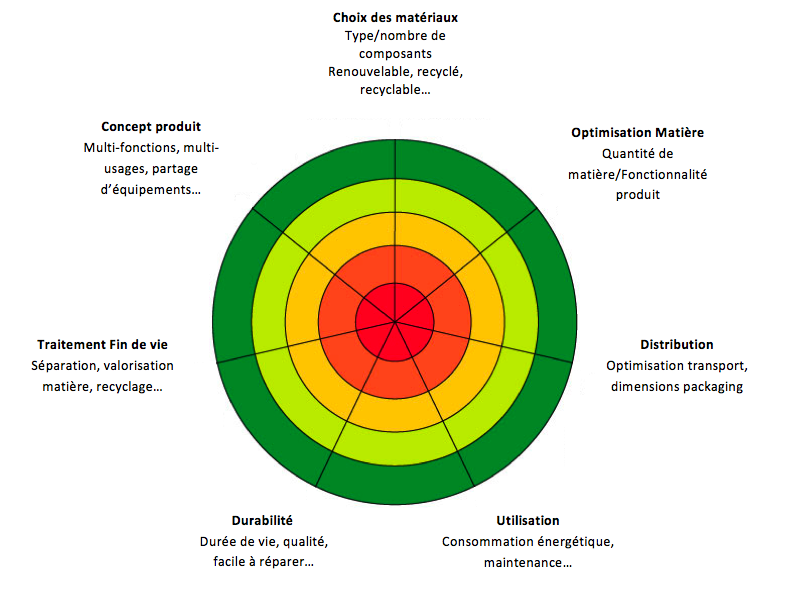 Choix des matériaux
Type/nombre de
composants
Renouvelable, recyclé,
recyclable…
Optimisation Matière
Quantité de
matière/Fonctionnalité
produit
Distribution
Optimisation transport,
dimensions packaging
Utilisation
Consommation énergétique,
maintenance…
Durabilité
Durée de vie, qualité,
facile à réparer…
Traitement Fin de vie
Séparation, valorisation
matière, recyclage…
Concept produit
Multi-fonctions, multi-
usages, partage
d’équipements…